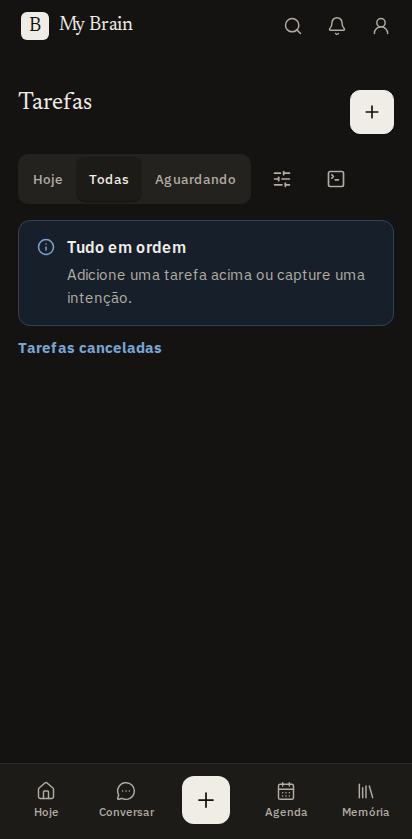 B My Brain
Tarefas
Hoje Todas Aguardando
Tudo em ordem
Adicione uma tarefa acima ou capture uma
intenção.
Tarefas canceladas
Hoje Conversar Agenda Memória